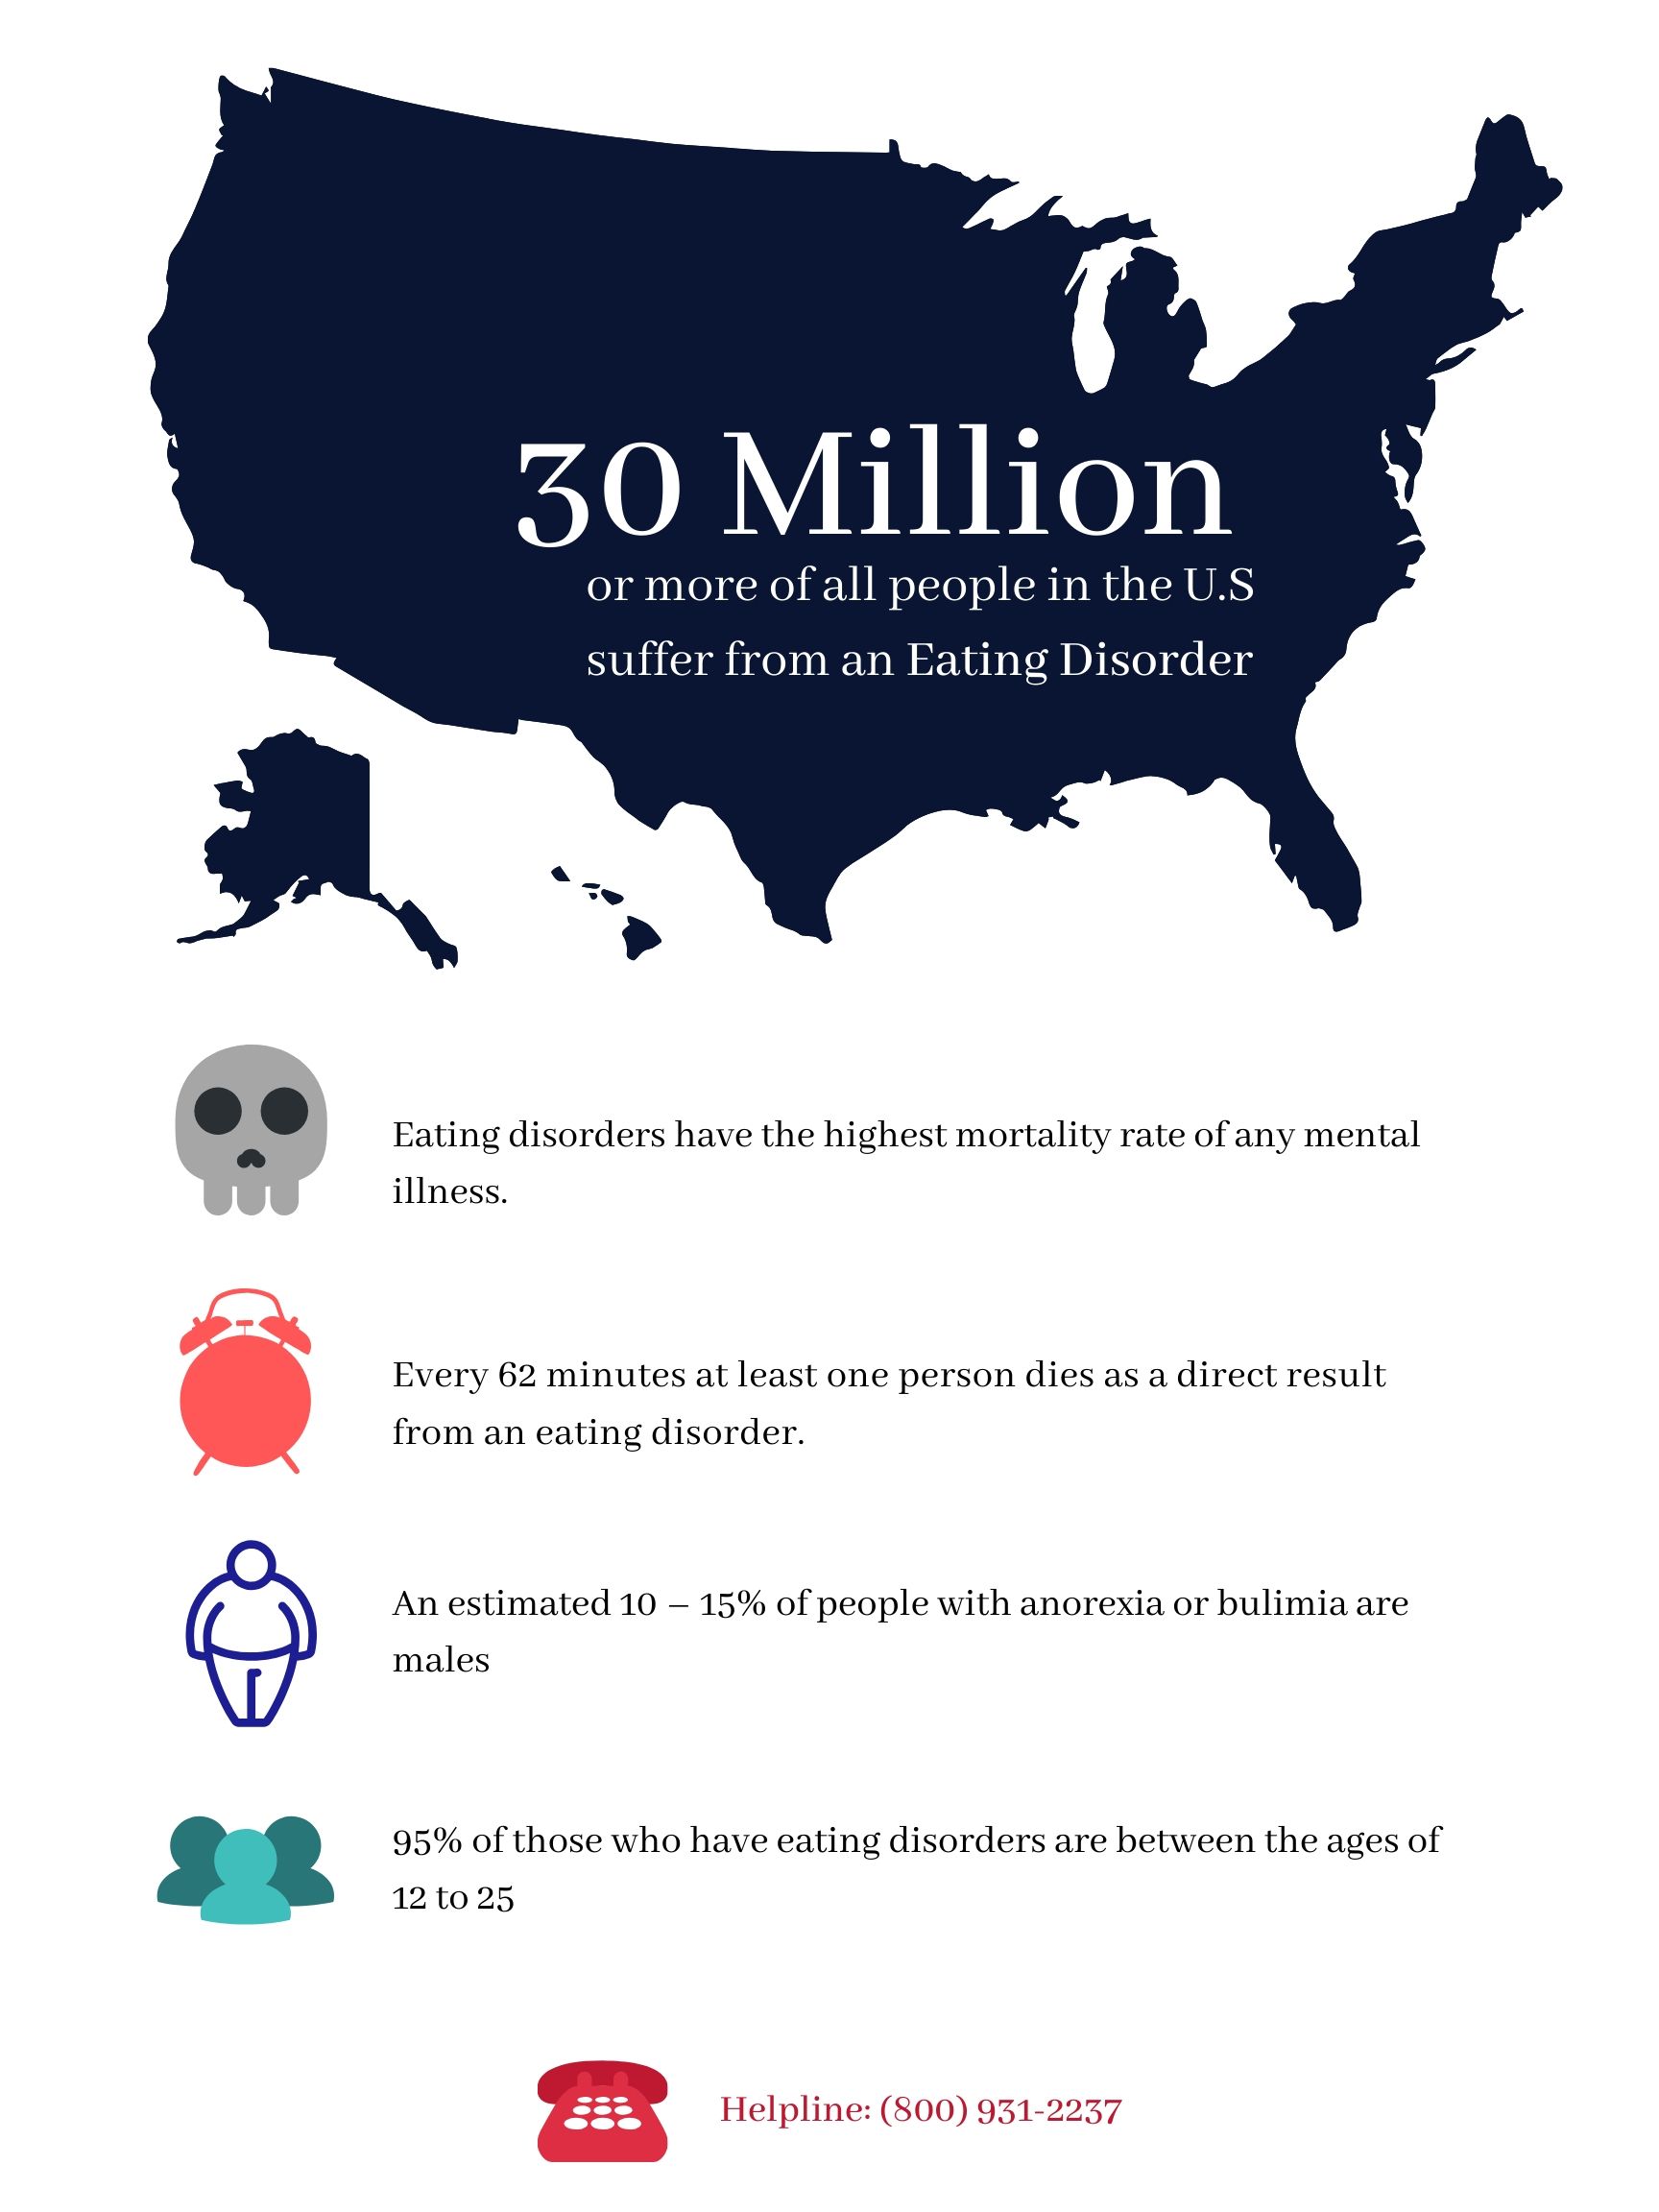 30 Million
or more of all people in the U.S
suffer from an Eating Disorder
Eating disorders have the highest mortality rate of any mental
illness.
Every 62 minutes at least one person dies as a direct result
from an eating disorder.
An estimated 10 – 15% of people with anorexia or bulimia are
males
95% of those who have eating disorders are between the ages of
12 to 25
Helpline: (800) 931-2237